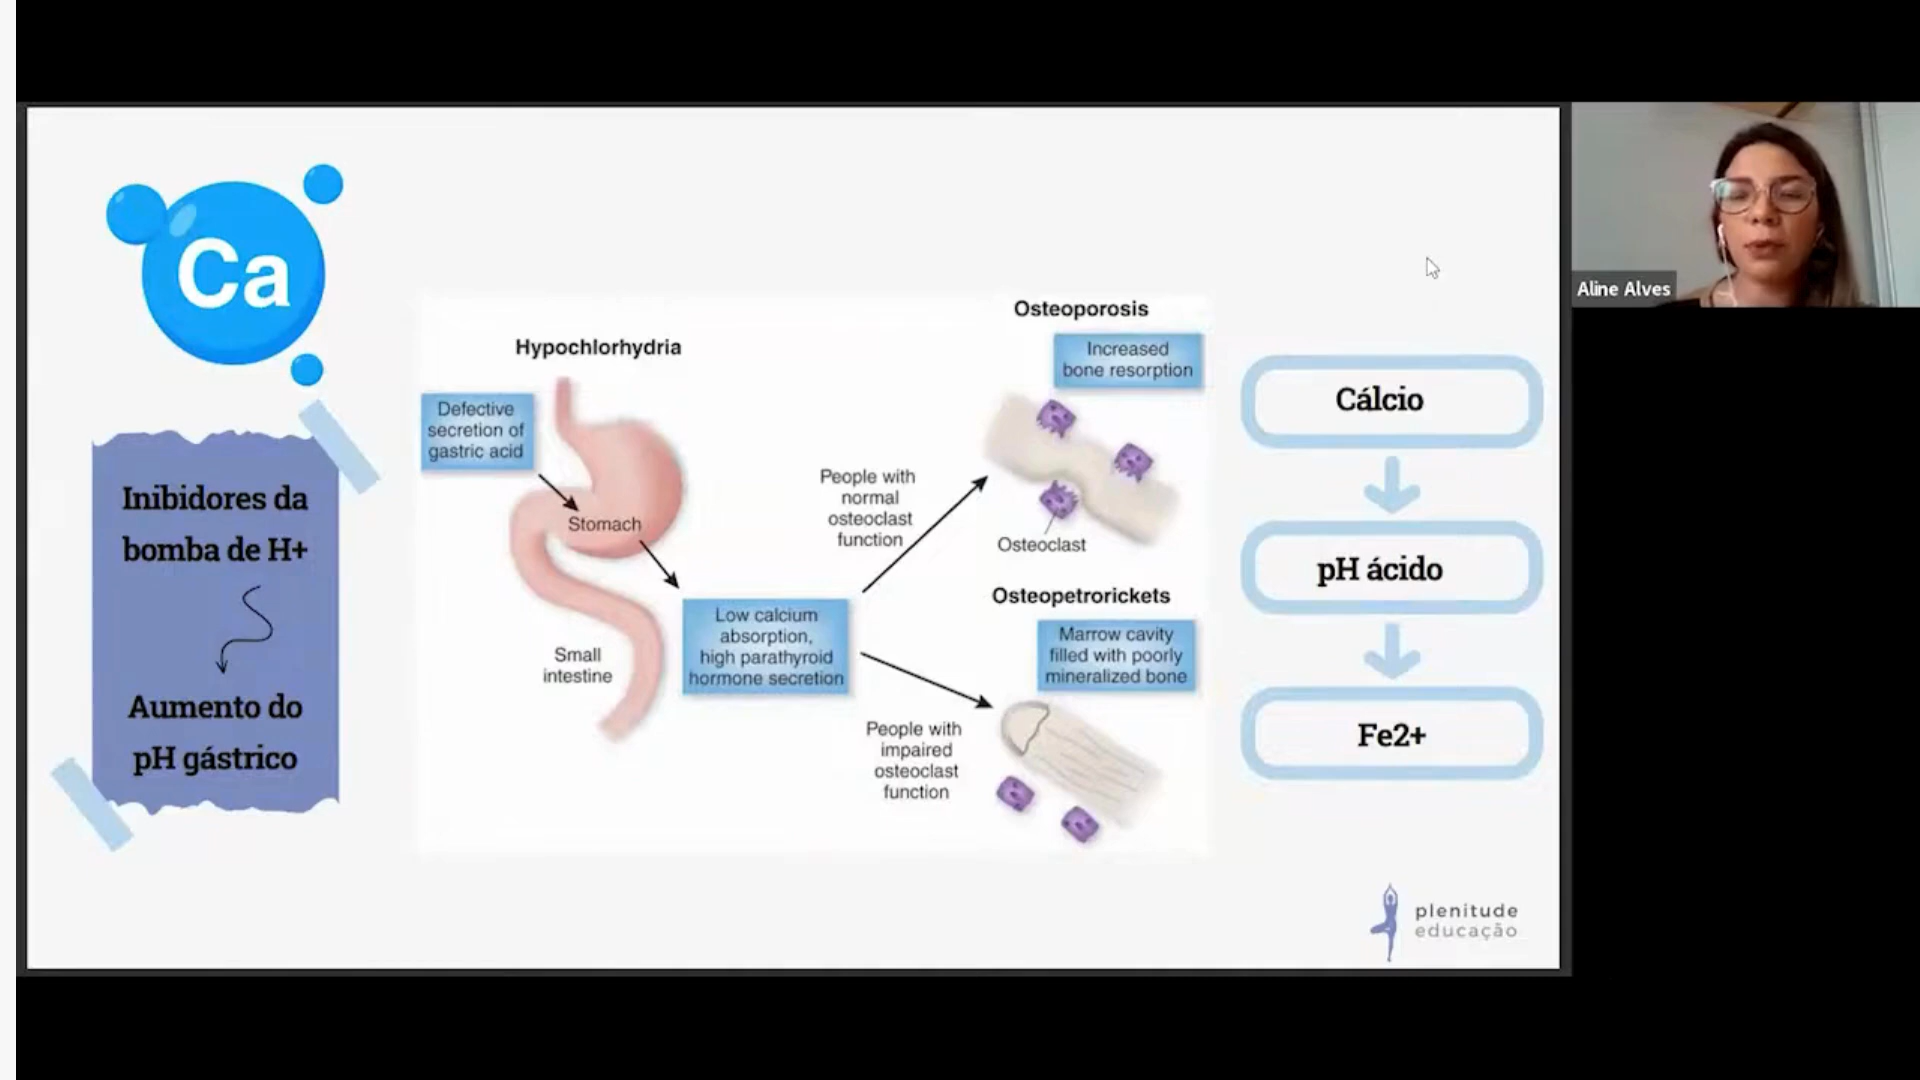 Ca
Inibidores da
bomba de H+
Aumento do
pH gástrico
Hypochlorhydria
Defective
secretion of
gastric acid
Stomach
Small
intestine
Low calcium
absorption,
high parathyroid
hormone secretion
People with
normal
osteoclast
function
People with
impaired
osteoclast
function
Osteoporosis
Increased
bone resorption
Osteoclast
Osteopetrorickets
Marrow cavity
filled with poorly
mineralized bone
Cálcio
pH ácido
Fe2+
plenitude
educação
Aline Alves